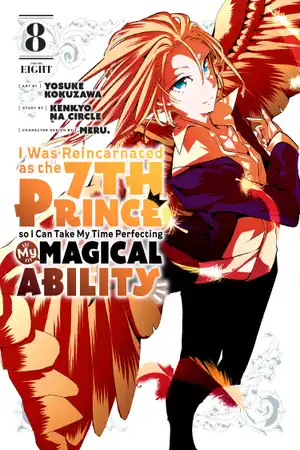 8
VOLUME
EIGHT
ART BY
YOSUKE
KOKUZAWA
STORY BY
KENKYO
NA CIRCLE
CHARACTER DESIGN BY
MERU.
I Was Reincarnated
as the
7TH
PRINCE
so I Can Take My Time Perfecting
My
MAGICAL
ABILITY